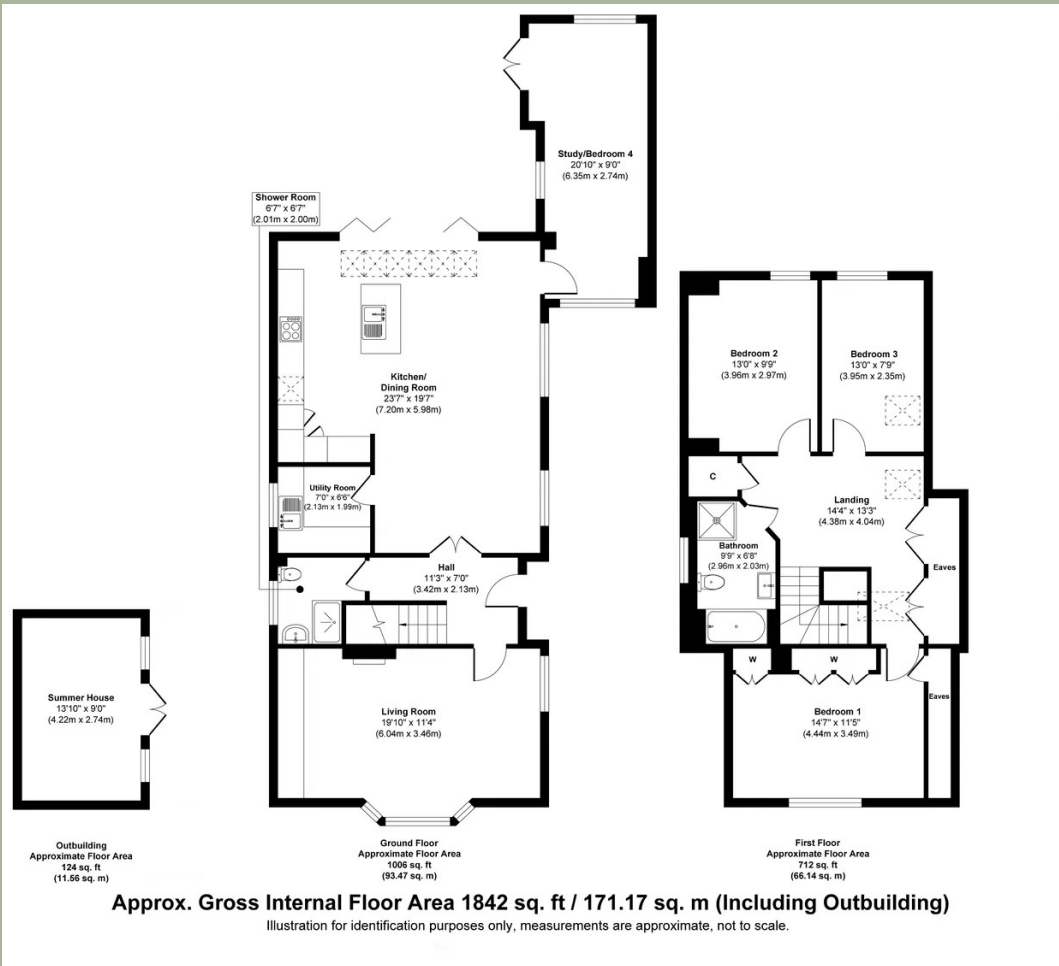 Study/Bedroom 4
20'10" x 9'0"
(6.35m x 2.74m)
Shower Room
6'7" x 6'7"
(2.01m x 2.00m)
Kitchen/
Dining Room
23'7" x 19'7"
(7.20m x 5.98m)
Utility Room
7'0" x 6'6"
(2.13m x 1.99m)
Hall
11'3" x 7'0"
(3.42m x 2.13m)
Living Room
19'10" x 11'4"
(6.04m x 3.46m)
Bedroom 2
13'0" x 9'9"
(3.96m x 2.97m)
Bedroom 3
13'0" x 7'9"
(3.95m x 2.35m)
C
Landing
14'4" x 13'3"
(4.38m x 4.04m)
Bathroom
9'9" x 6'8"
(2.96m x 2.03m)
Eaves
W
W
Eaves
Bedroom 1
14'7" x 11'5"
(4.44m x 3.49m)
Summer House
13'10" x 9'0"
(4.22m x 2.74m)
Outbuilding
Approximate Floor Area
124 sq. ft
(11.56 sq. m)
Ground Floor
Approximate Floor Area
1006 sq. ft
(93.47 sq. m)
First Floor
Approximate Floor Area
712 sq. ft
(66.14 sq. m)
Approx. Gross Internal Floor Area 1842 sq. ft / 171.17 sq. m (Including Outbuilding)
Illustration for identification purposes only, measurements are approximate, not to scale.